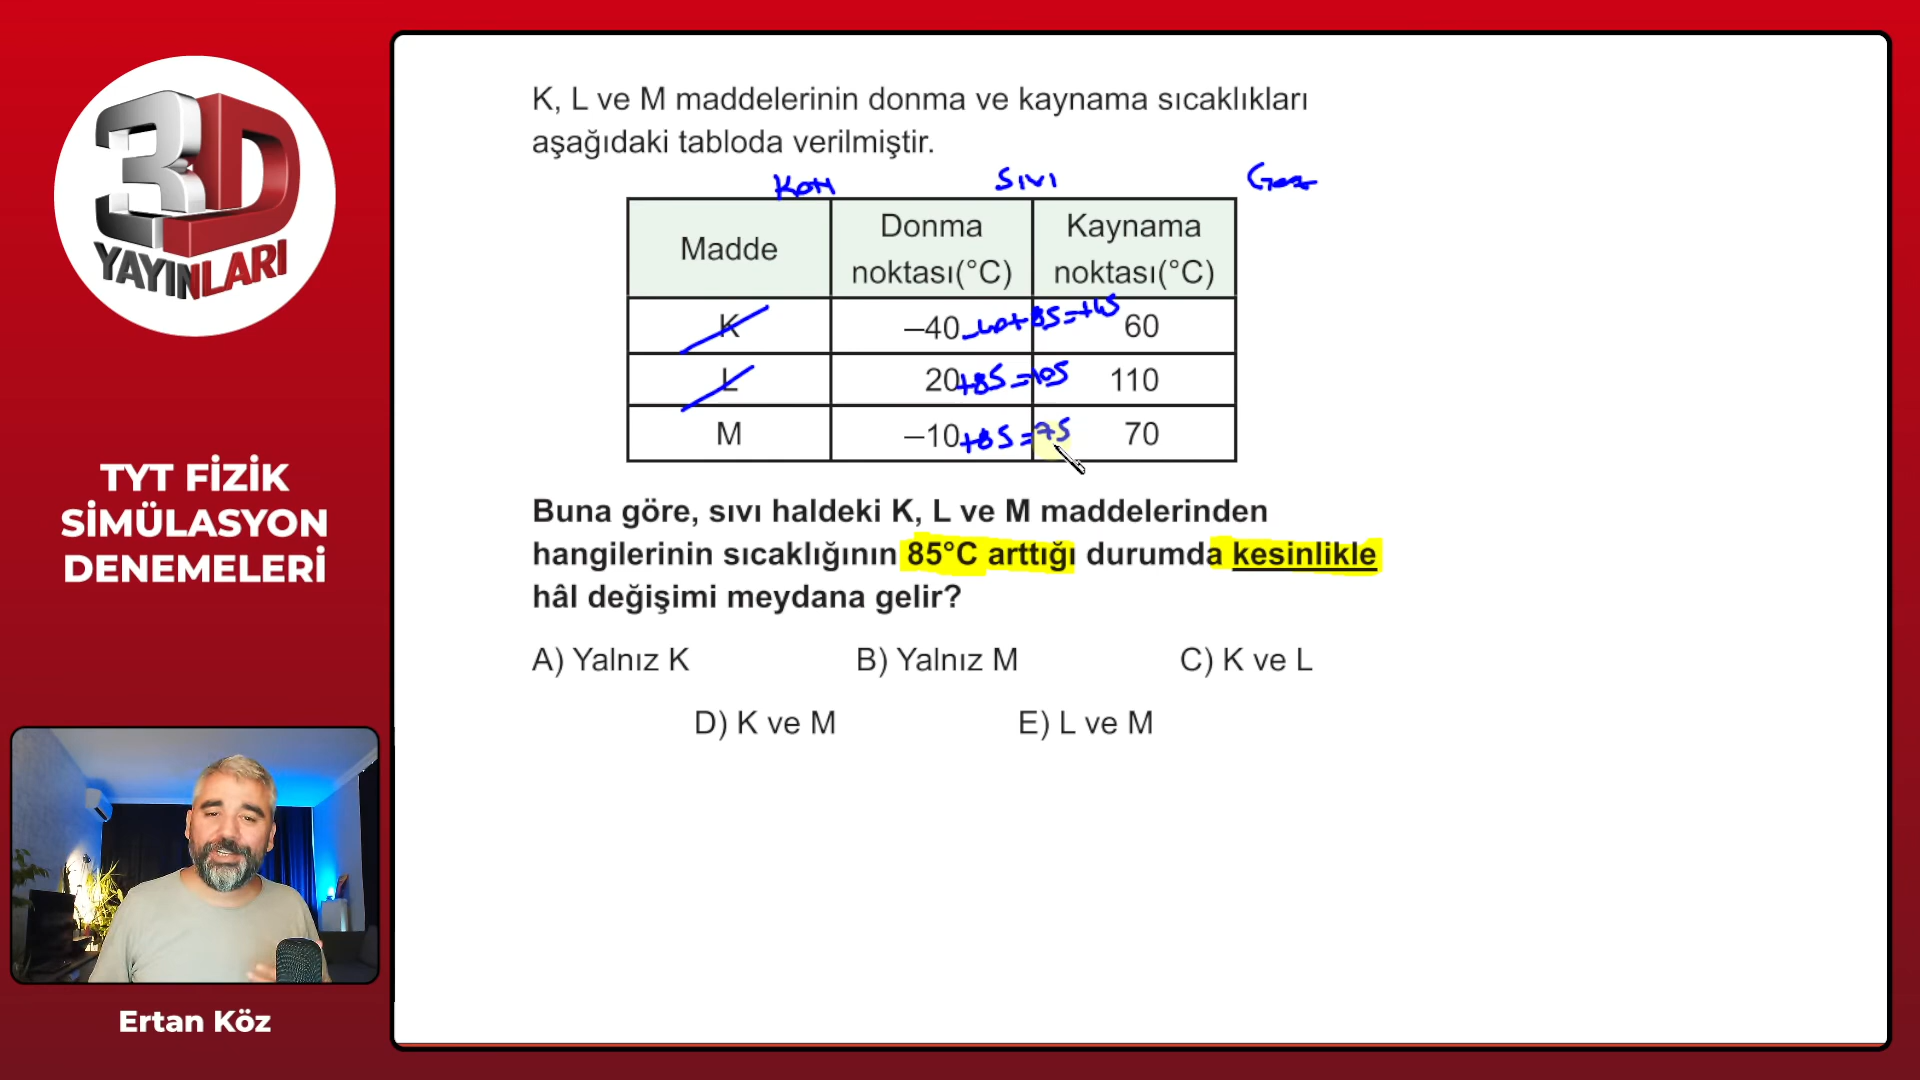 3D
YAYINLARI
TYT FİZİK
SİMÜLASYON
DENEMELERİ
Ertan Köz
K, L ve M maddelerinin donma ve kaynama sıcaklıkları
aşağıdaki tabloda verilmiştir.
Katı Sıvı Gaz
Madde Donma noktası(°C) Kaynama noktası(°C)
K –40 -40+85=+45 60
L 20 +85=105 110
M –10 +85=75 70
Buna göre, sıvı haldeki K, L ve M maddelerinden
hangilerinin sıcaklığının 85°C arttığı durumda kesinlikle
hâl değişimi meydana gelir?
A) Yalnız K B) Yalnız M C) K ve L
D) K ve M E) L ve M